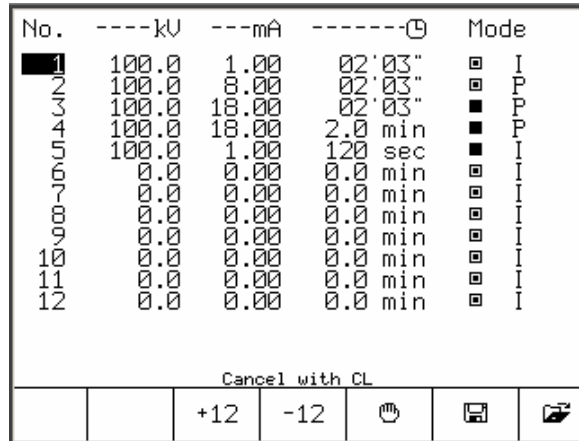 No. ----kV ---mA -------◷ Mode
1 100.0 1.00 02'03" ▣ I
2 100.0 8.00 02'03" ▣ P
3 100.0 18.00 02'03" ■ P
4 100.0 18.00 2.0 min ■ P
5 100.0 1.00 120 sec ■ I
6 0.0 0.00 0.0 min ▣ I
7 0.0 0.00 0.0 min ▣ I
8 0.0 0.00 0.0 min ▣ I
9 0.0 0.00 0.0 min ▣ I
10 0.0 0.00 0.0 min ▣ I
11 0.0 0.00 0.0 min ▣ I
12 0.0 0.00 0.0 min ▣ I
Cancel with CL
+12 -12